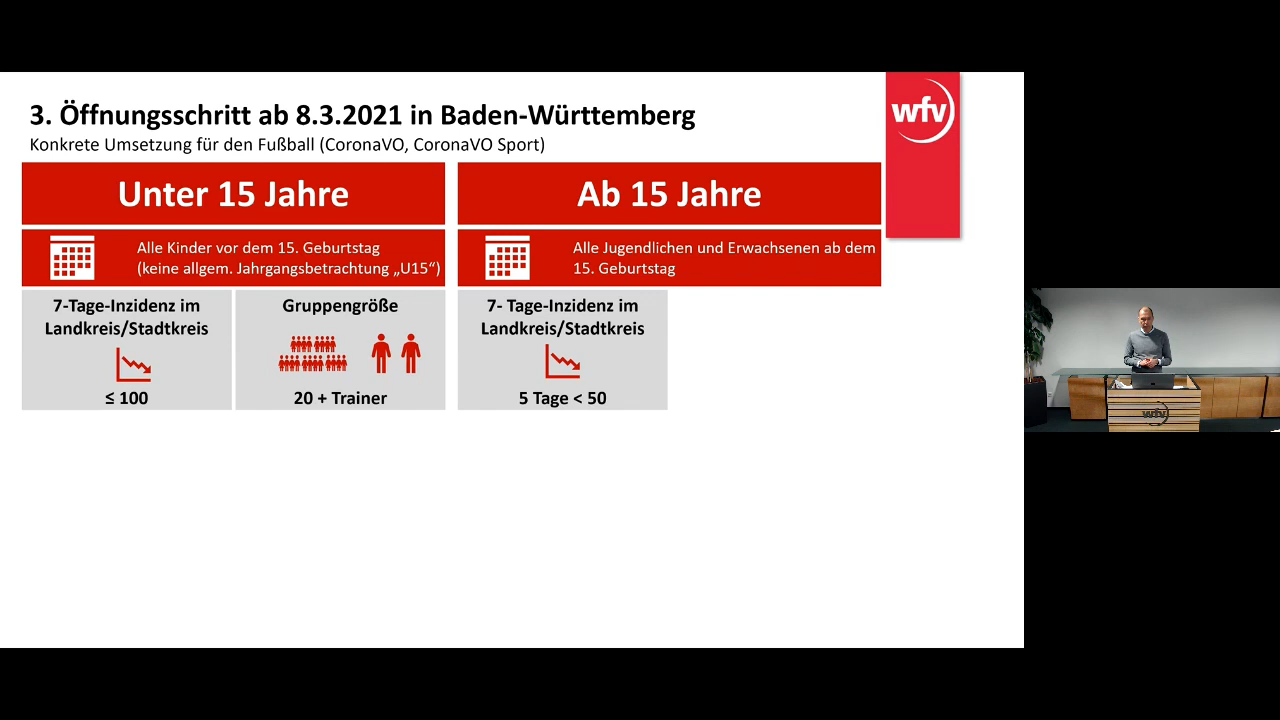 3. Öffnungsschritt ab 8.3.2021 in Baden-Württemberg
Konkrete Umsetzung für den Fußball (CoronaVO, CoronaVO Sport)
wfv
Unter 15 Jahre
Alle Kinder vor dem 15. Geburtstag
(keine allgem. Jahrgangsbetrachtung „U15“)
7-Tage-Inzidenz im
Landkreis/Stadtkreis
≤ 100
Gruppengröße
20 + Trainer
Ab 15 Jahre
Alle Jugendlichen und Erwachsenen ab dem
15. Geburtstag
7- Tage-Inzidenz im
Landkreis/Stadtkreis
5 Tage < 50
wfv